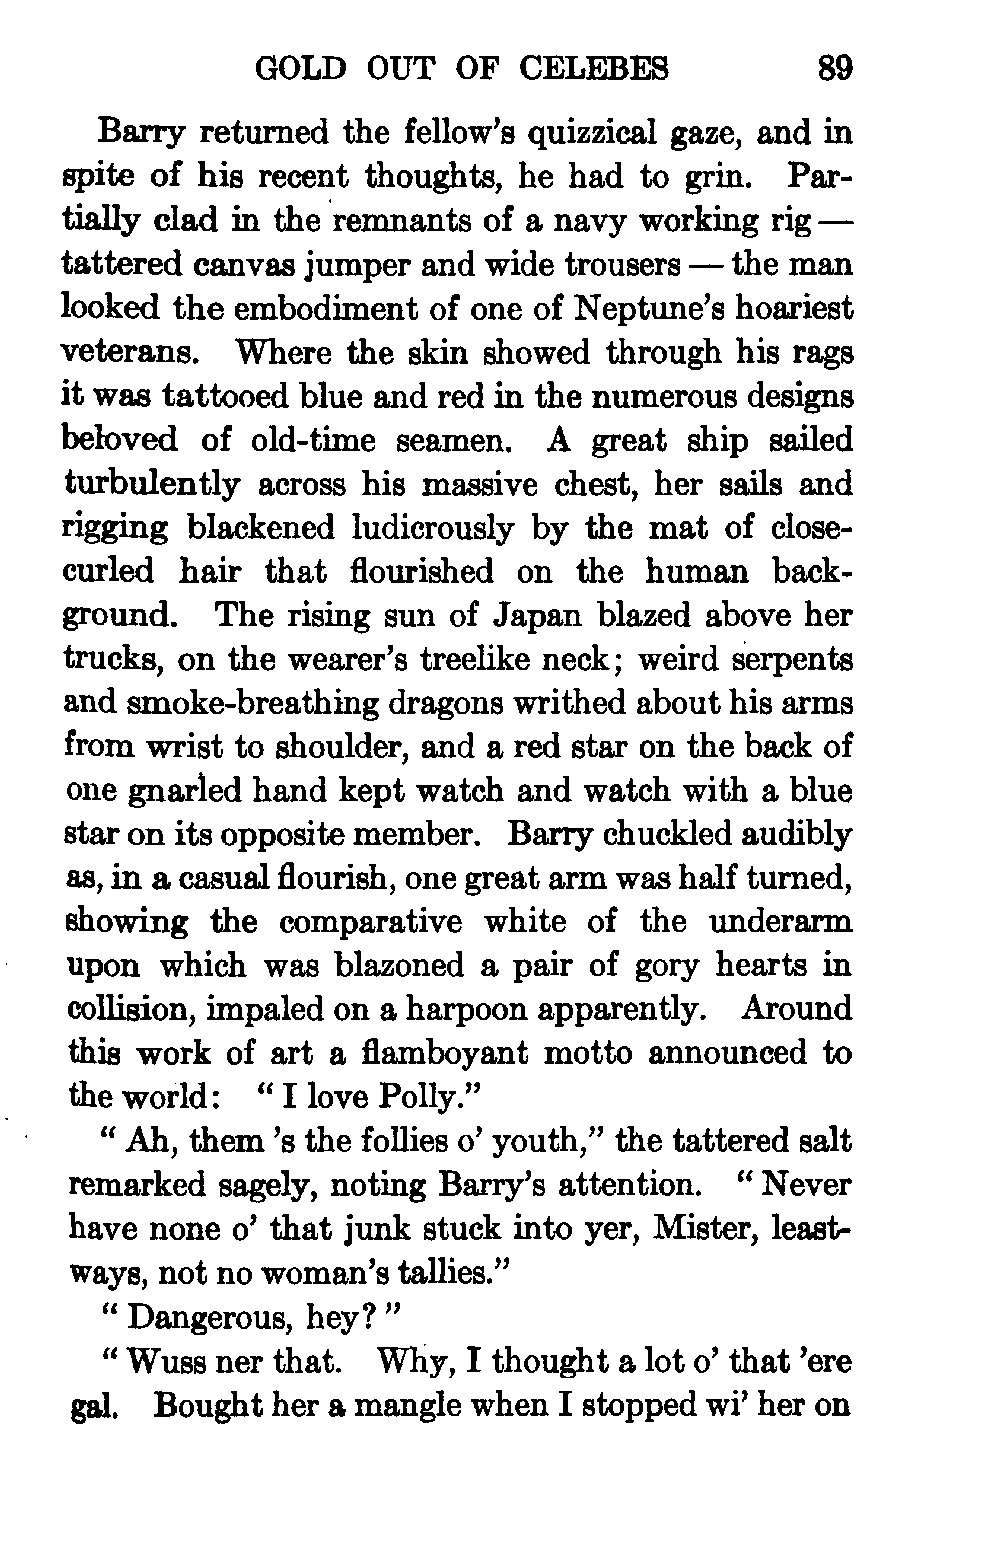 GOLD OUT OF CELEBES 89
Barry returned the fellow's quizzical gaze, and in
spite of his recent thoughts, he had to grin. Par-
tially clad in the remnants of a navy working rig —
tattered canvas jumper and wide trousers — the man
looked the embodiment of one of Neptune's hoariest
veterans. Where the skin showed through his rags
it was tattooed blue and red in the numerous designs
beloved of old-time seamen. A great ship sailed
turbulently across his massive chest, her sails and
rigging blackened ludicrously by the mat of close-
curled hair that flourished on the human back-
ground. The rising sun of Japan blazed above her
trucks, on the wearer's treelike neck; weird serpents
and smoke-breathing dragons writhed about his arms
from wrist to shoulder, and a red star on the back of
one gnarled hand kept watch and watch with a blue
star on its opposite member. Barry chuckled audibly
as, in a casual flourish, one great arm was half turned,
showing the comparative white of the underarm
upon which was blazoned a pair of gory hearts in
collision, impaled on a harpoon apparently. Around
this work of art a flamboyant motto announced to
the world: "I love Polly."
"Ah, them 's the follies o' youth," the tattered salt
remarked sagely, noting Barry's attention. "Never
have none o' that junk stuck into yer, Mister, least-
ways, not no woman's tallies."
"Dangerous, hey?"
"Wuss ner that. Why, I thought a lot o' that 'ere
gal. Bought her a mangle when I stopped wi' her on